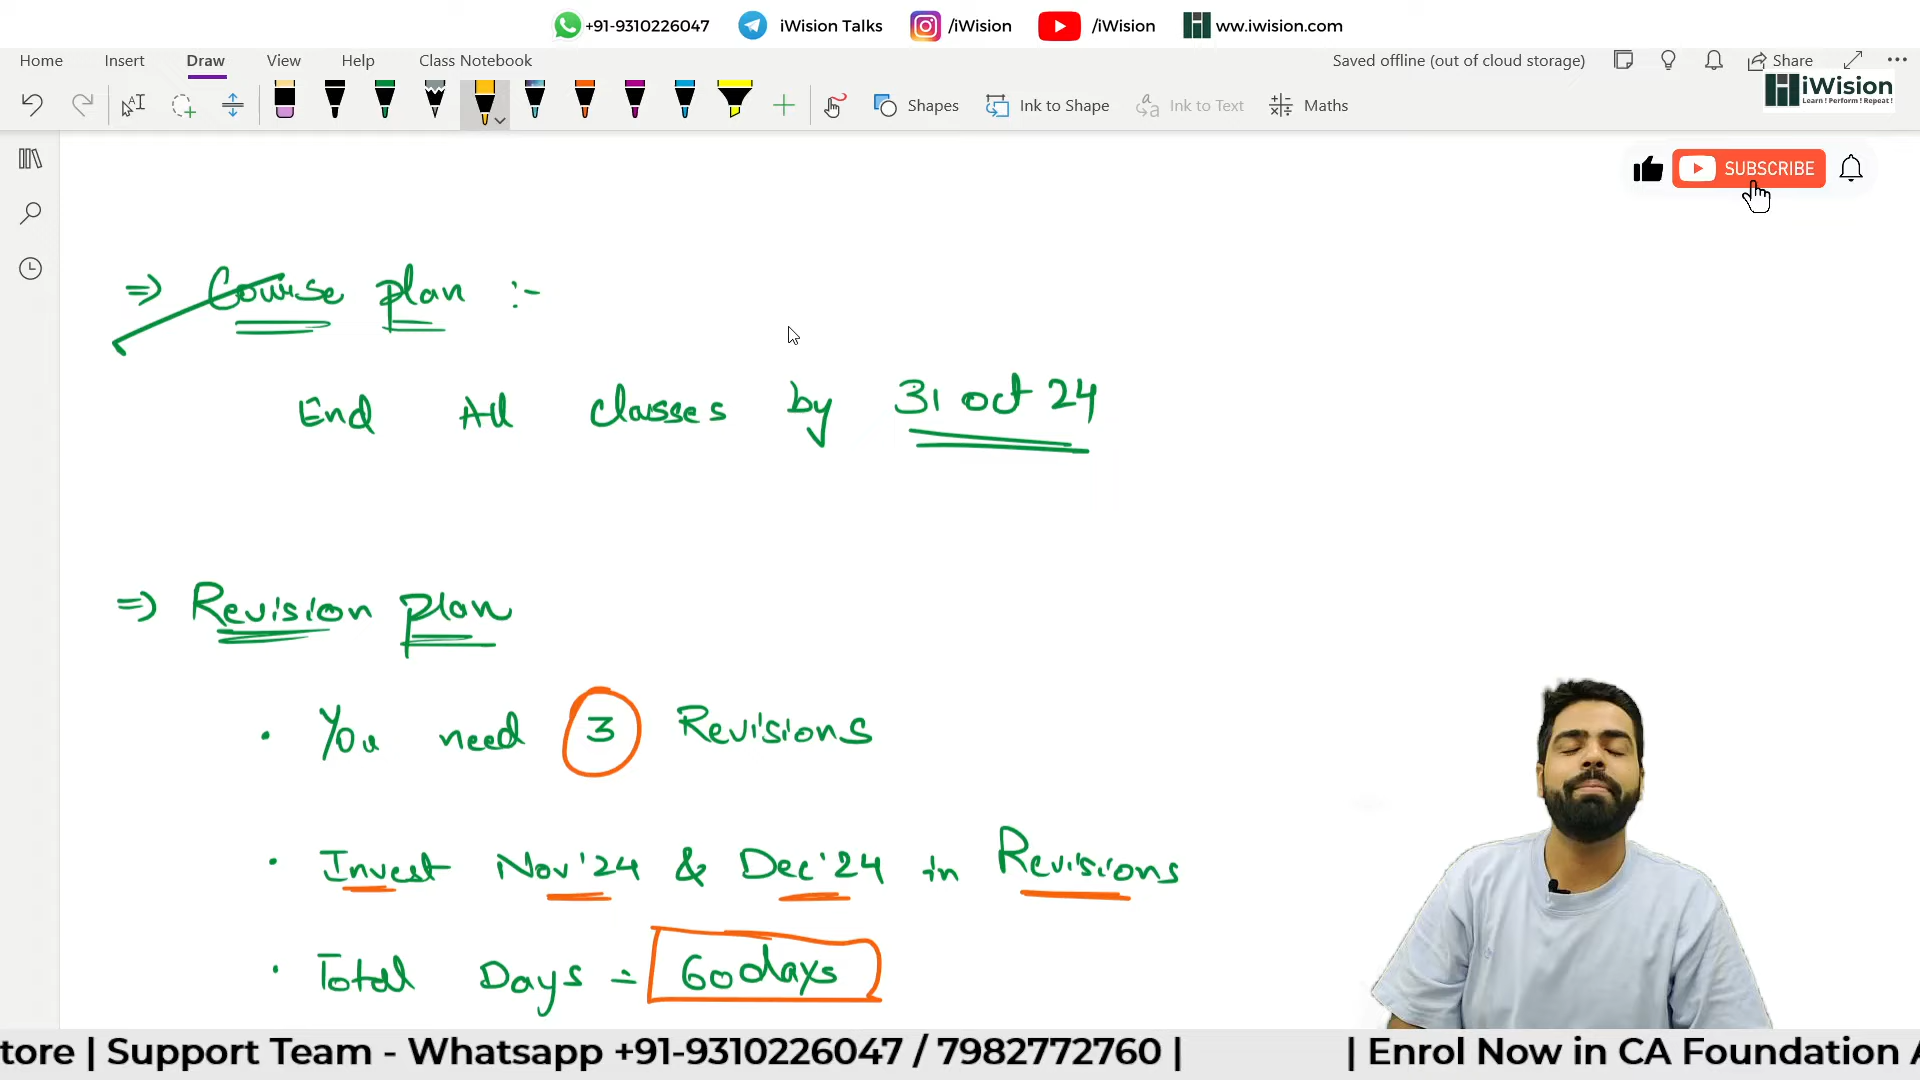 +91-9310226047 iWision Talks /iWision /iWision ww.iwision.com
Home Insert Draw View Help Class Notebook Saved offline (out of cloud storage) Share
Shapes Ink to Shape Ink to Text Maths
iWision
Learn ! Perform ! Repeat !
SUBSCRIBE
=> Course plan :-
End All classes by 31 oct 24
=> Revision plan
• You need 3 Revisions
• Invest Nov'24 & Dec'24 in Revisions
• Total Days = 60 days
tore | Support Team - Whatsapp +91-9310226047 / 7982772760 | | Enrol Now in CA Foundation A